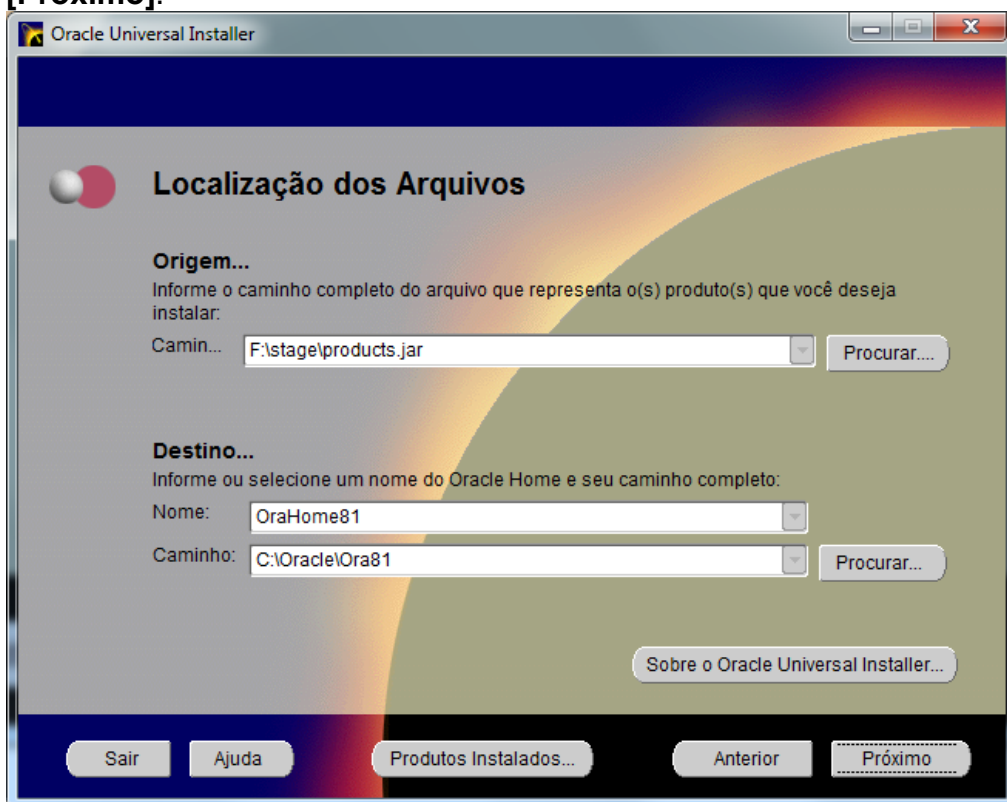 [Próximo].
Oracle Universal Installer
Localização dos Arquivos
Origem...
Informe o caminho completo do arquivo que representa o(s) produto(s) que você deseja
instalar:
Camin... F:\stage\products.jar Procurar....
Destino...
Informe ou selecione um nome do Oracle Home e seu caminho completo:
Nome: OraHome81
Caminho: C:\Oracle\Ora81 Procurar...
Sobre o Oracle Universal Installer...
Sair Ajuda Produtos Instalados... Anterior Próximo